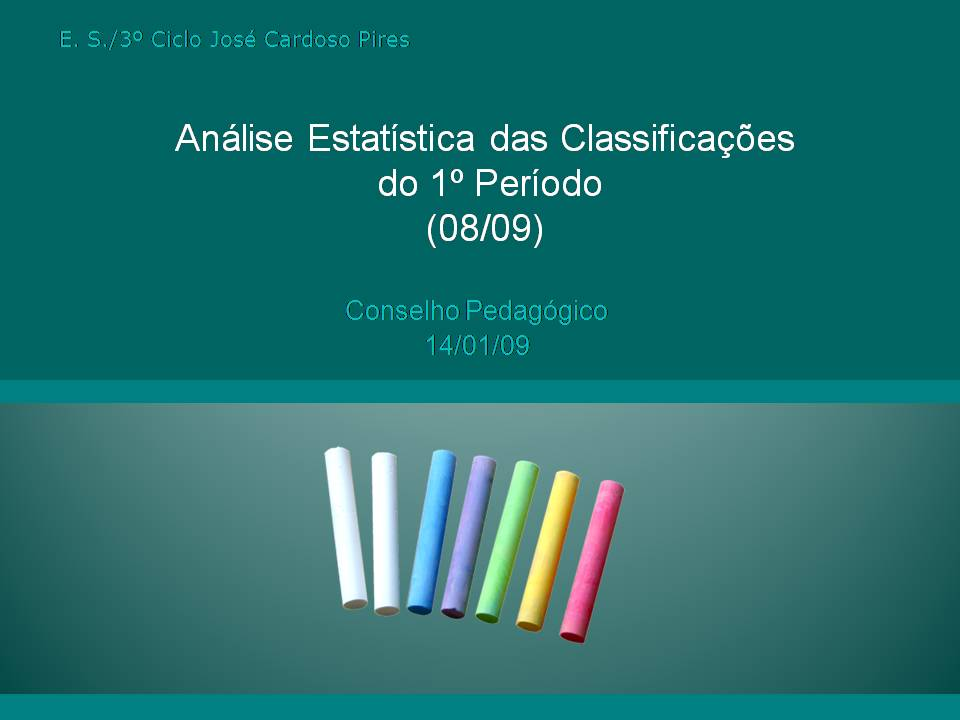 E. S./3º Ciclo José Cardoso Pires
Análise Estatística das Classificações
do 1º Período
(08/09)
Conselho Pedagógico
14/01/09